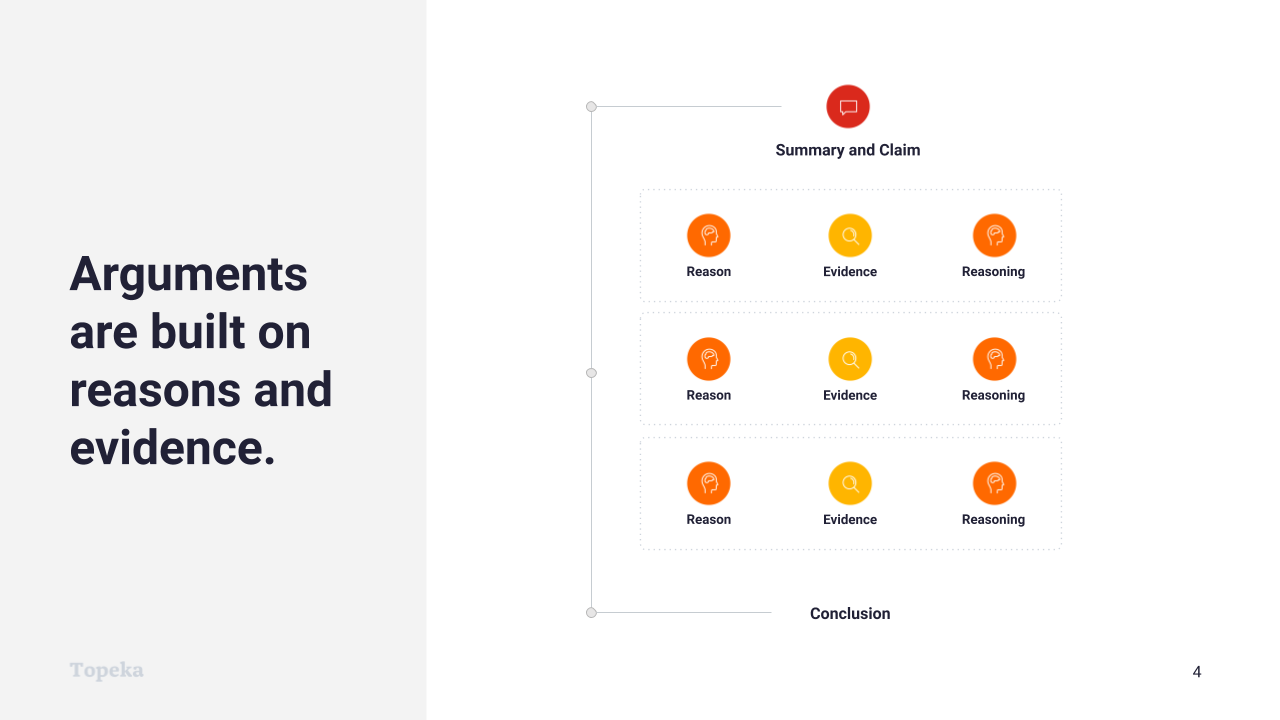 Arguments
are built on
reasons and
evidence.
Topeka
Summary and Claim
Reason Evidence Reasoning
Reason Evidence Reasoning
Reason Evidence Reasoning
Conclusion
4